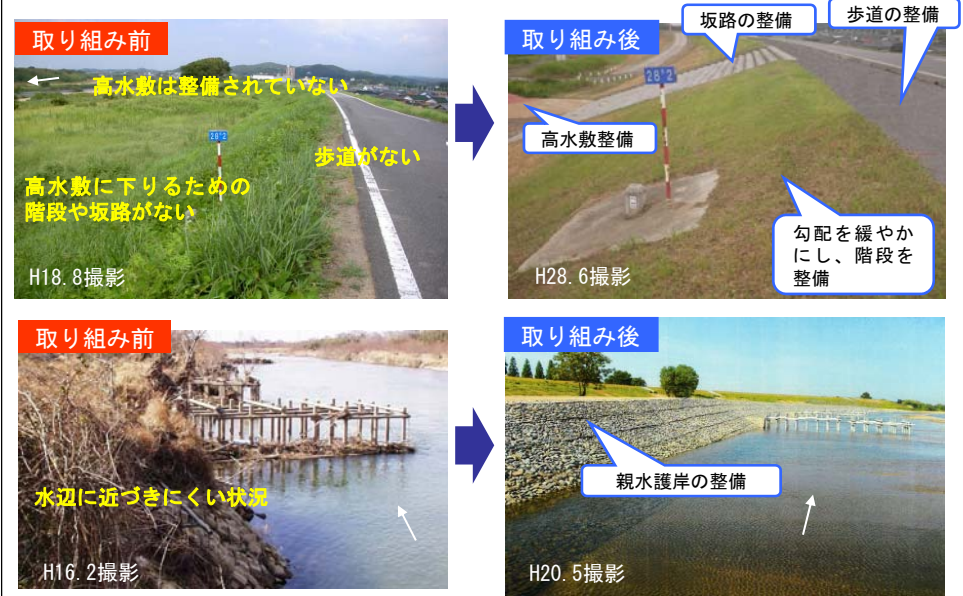 取り組み前
高水敷は整備されていない
歩道がない
高水敷に下りるための
階段や坂路がない
H18.8撮影
坂路の整備
歩道の整備
取り組み後
28 2
高水敷整備
勾配を緩やか
にし、階段を
整備
H28.6撮影
取り組み前
水辺に近づきにくい状況
H16.2撮影
取り組み後
親水護岸の整備
H20.5撮影